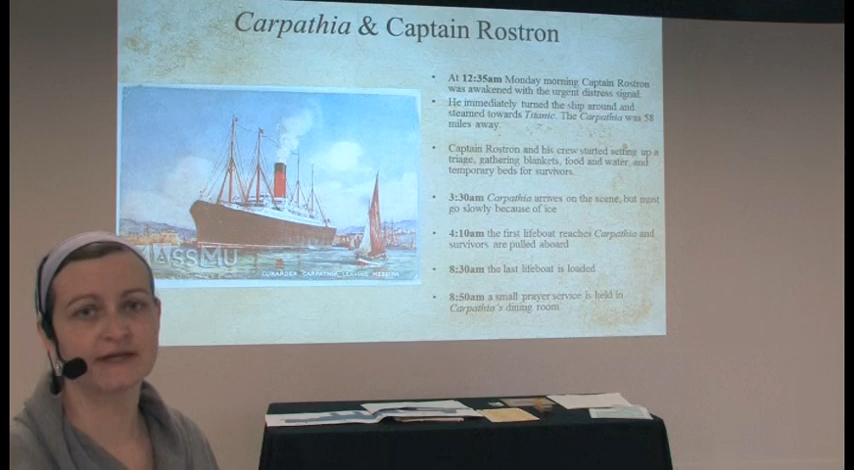 Carpathia & Captain Rostron
• At 12:35am Monday morning Captain Rostron
was awakened with the urgent distress signal.
• He immediately turned the ship around and
steamed towards Titanic. The Carpathia was 58
miles away.
• Captain Rostron and his crew started setting up a
triage, gathering blankets, food and water, and
temporary beds for survivors.
• 3:30am Carpathia arrives on the scene, but must
go slowly because of ice
• 4:10am the first lifeboat reaches Carpathia and
survivors are pulled aboard
• 8:30am the last lifeboat is loaded
• 8:50am a small prayer service is held in
Carpathia's dining room
MASSMU
CUNARDER CARPATHIA LEAVING MESSINA